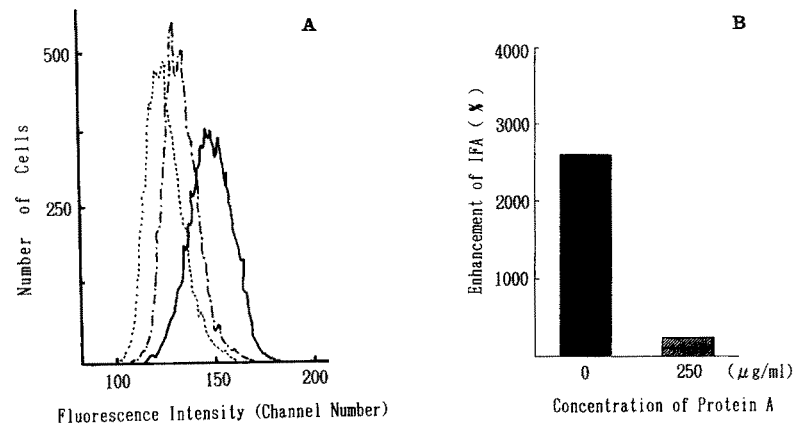 A
500
250
Number of Cells
100 150 200
Fluorescence Intensity (Channel Number)
B
4000
3000
2000
1000
Enhancement of IFA (%)
0 250 (μg/ml)
Concentration of Protein A